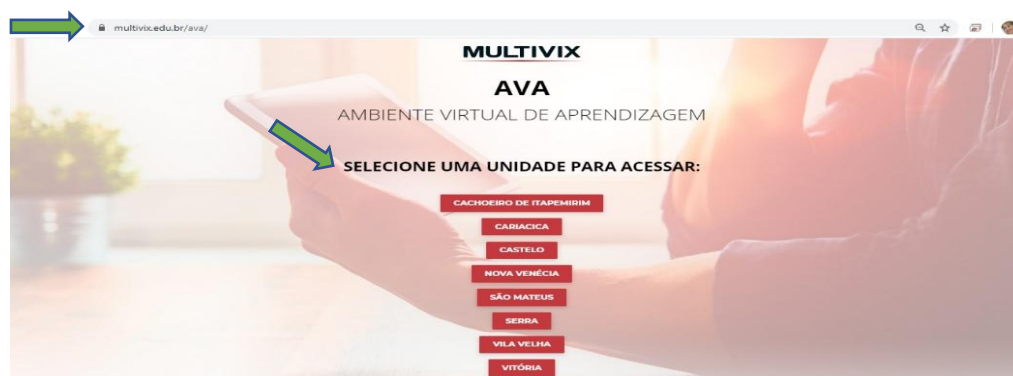 multivix.edu.br/ava/
MULTIVIX
AVA
AMBIENTE VIRTUAL DE APRENDIZAGEM
SELECIONE UMA UNIDADE PARA ACESSAR:
CACHOEIRO DE ITAPEMIRIM
CARIACICA
CASTELO
NOVA VENÉCIA
SÃO MATEUS
SERRA
VILA VELHA
VITÓRIA